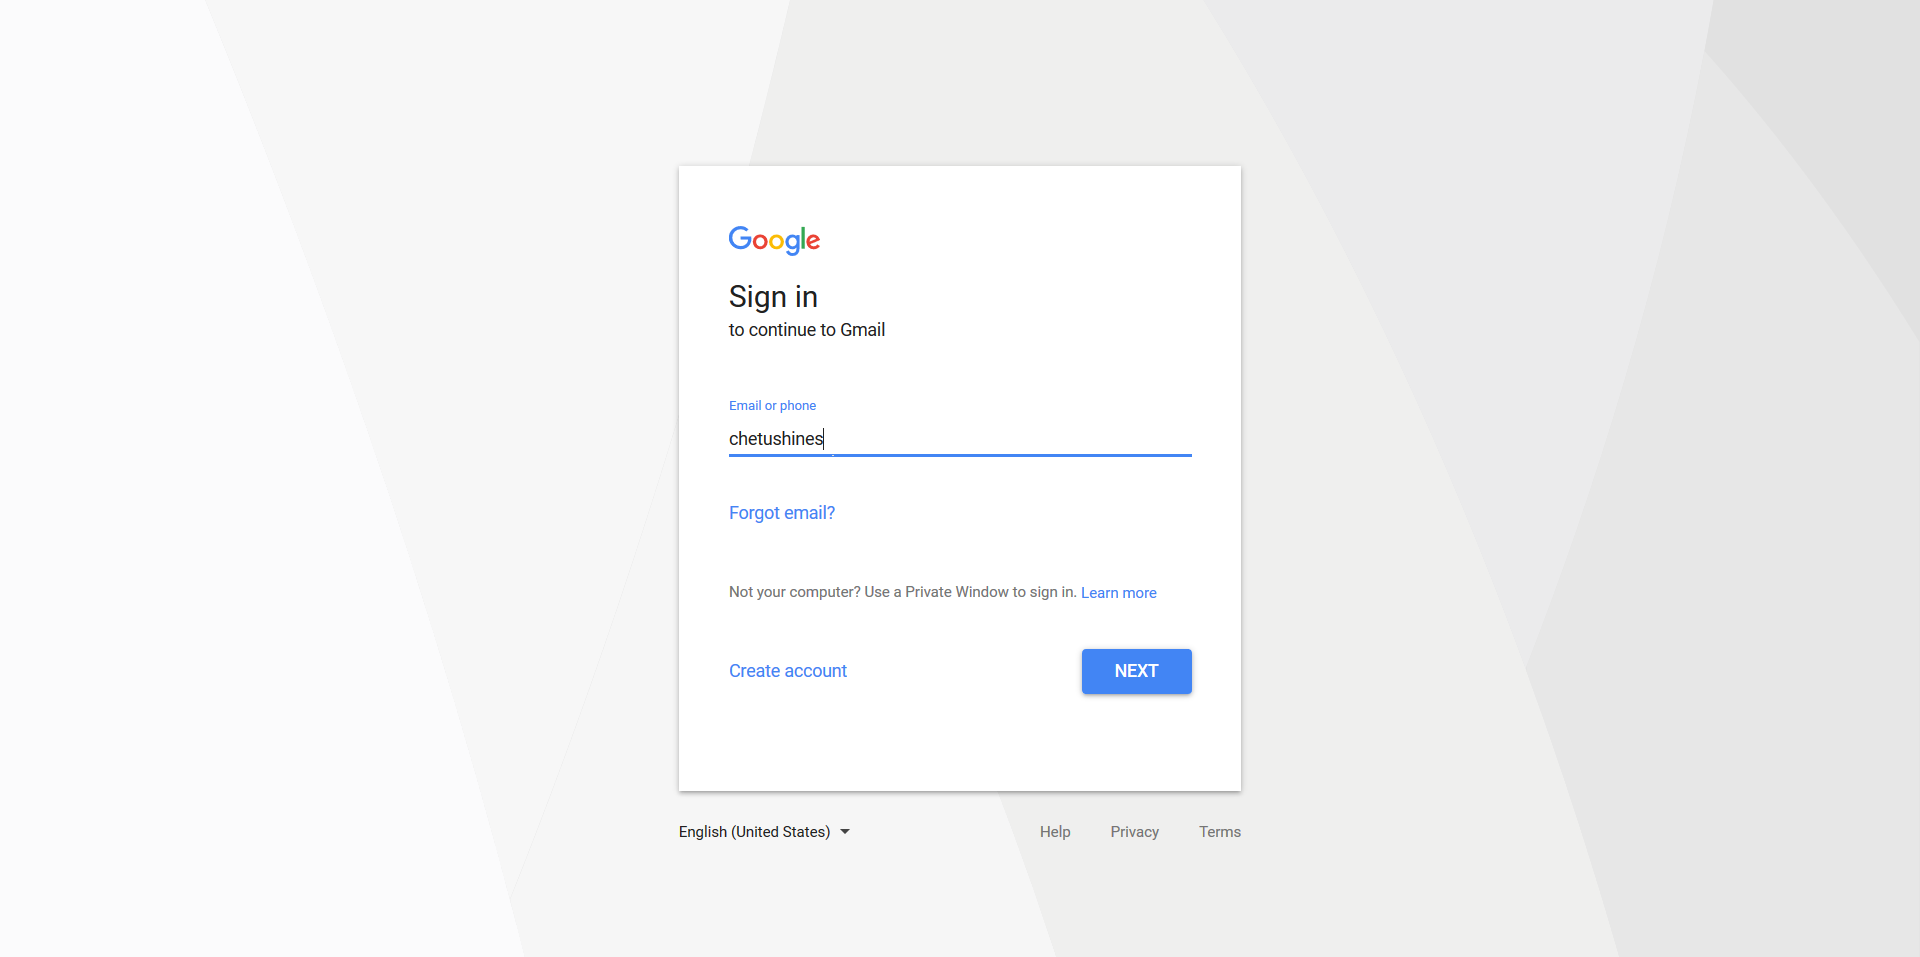 Google
Sign in
to continue to Gmail
Email or phone
chetushines
Forgot email?
Not your computer? Use a Private Window to sign in. Learn more
Create account
NEXT
English (United States)
Help Privacy Terms